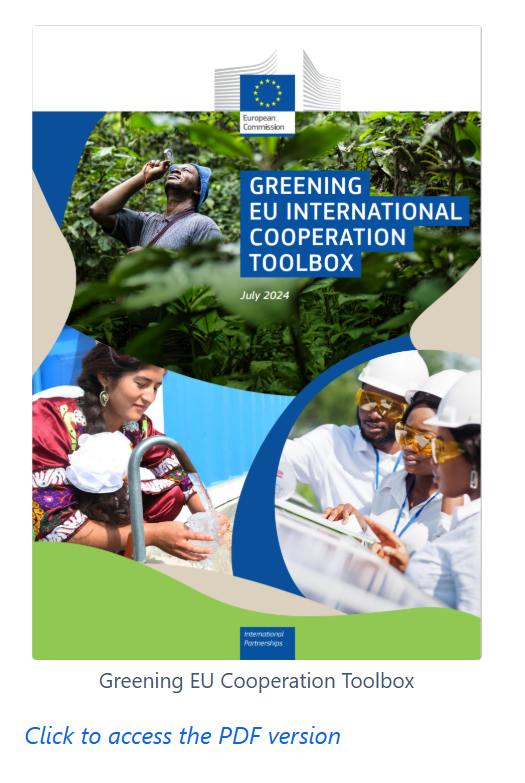 European
Commission
GREENING
EU INTERNATIONAL
COOPERATION
TOOLBOX
July 2024
International
Partnerships
Greening EU Cooperation Toolbox
Click to access the PDF version